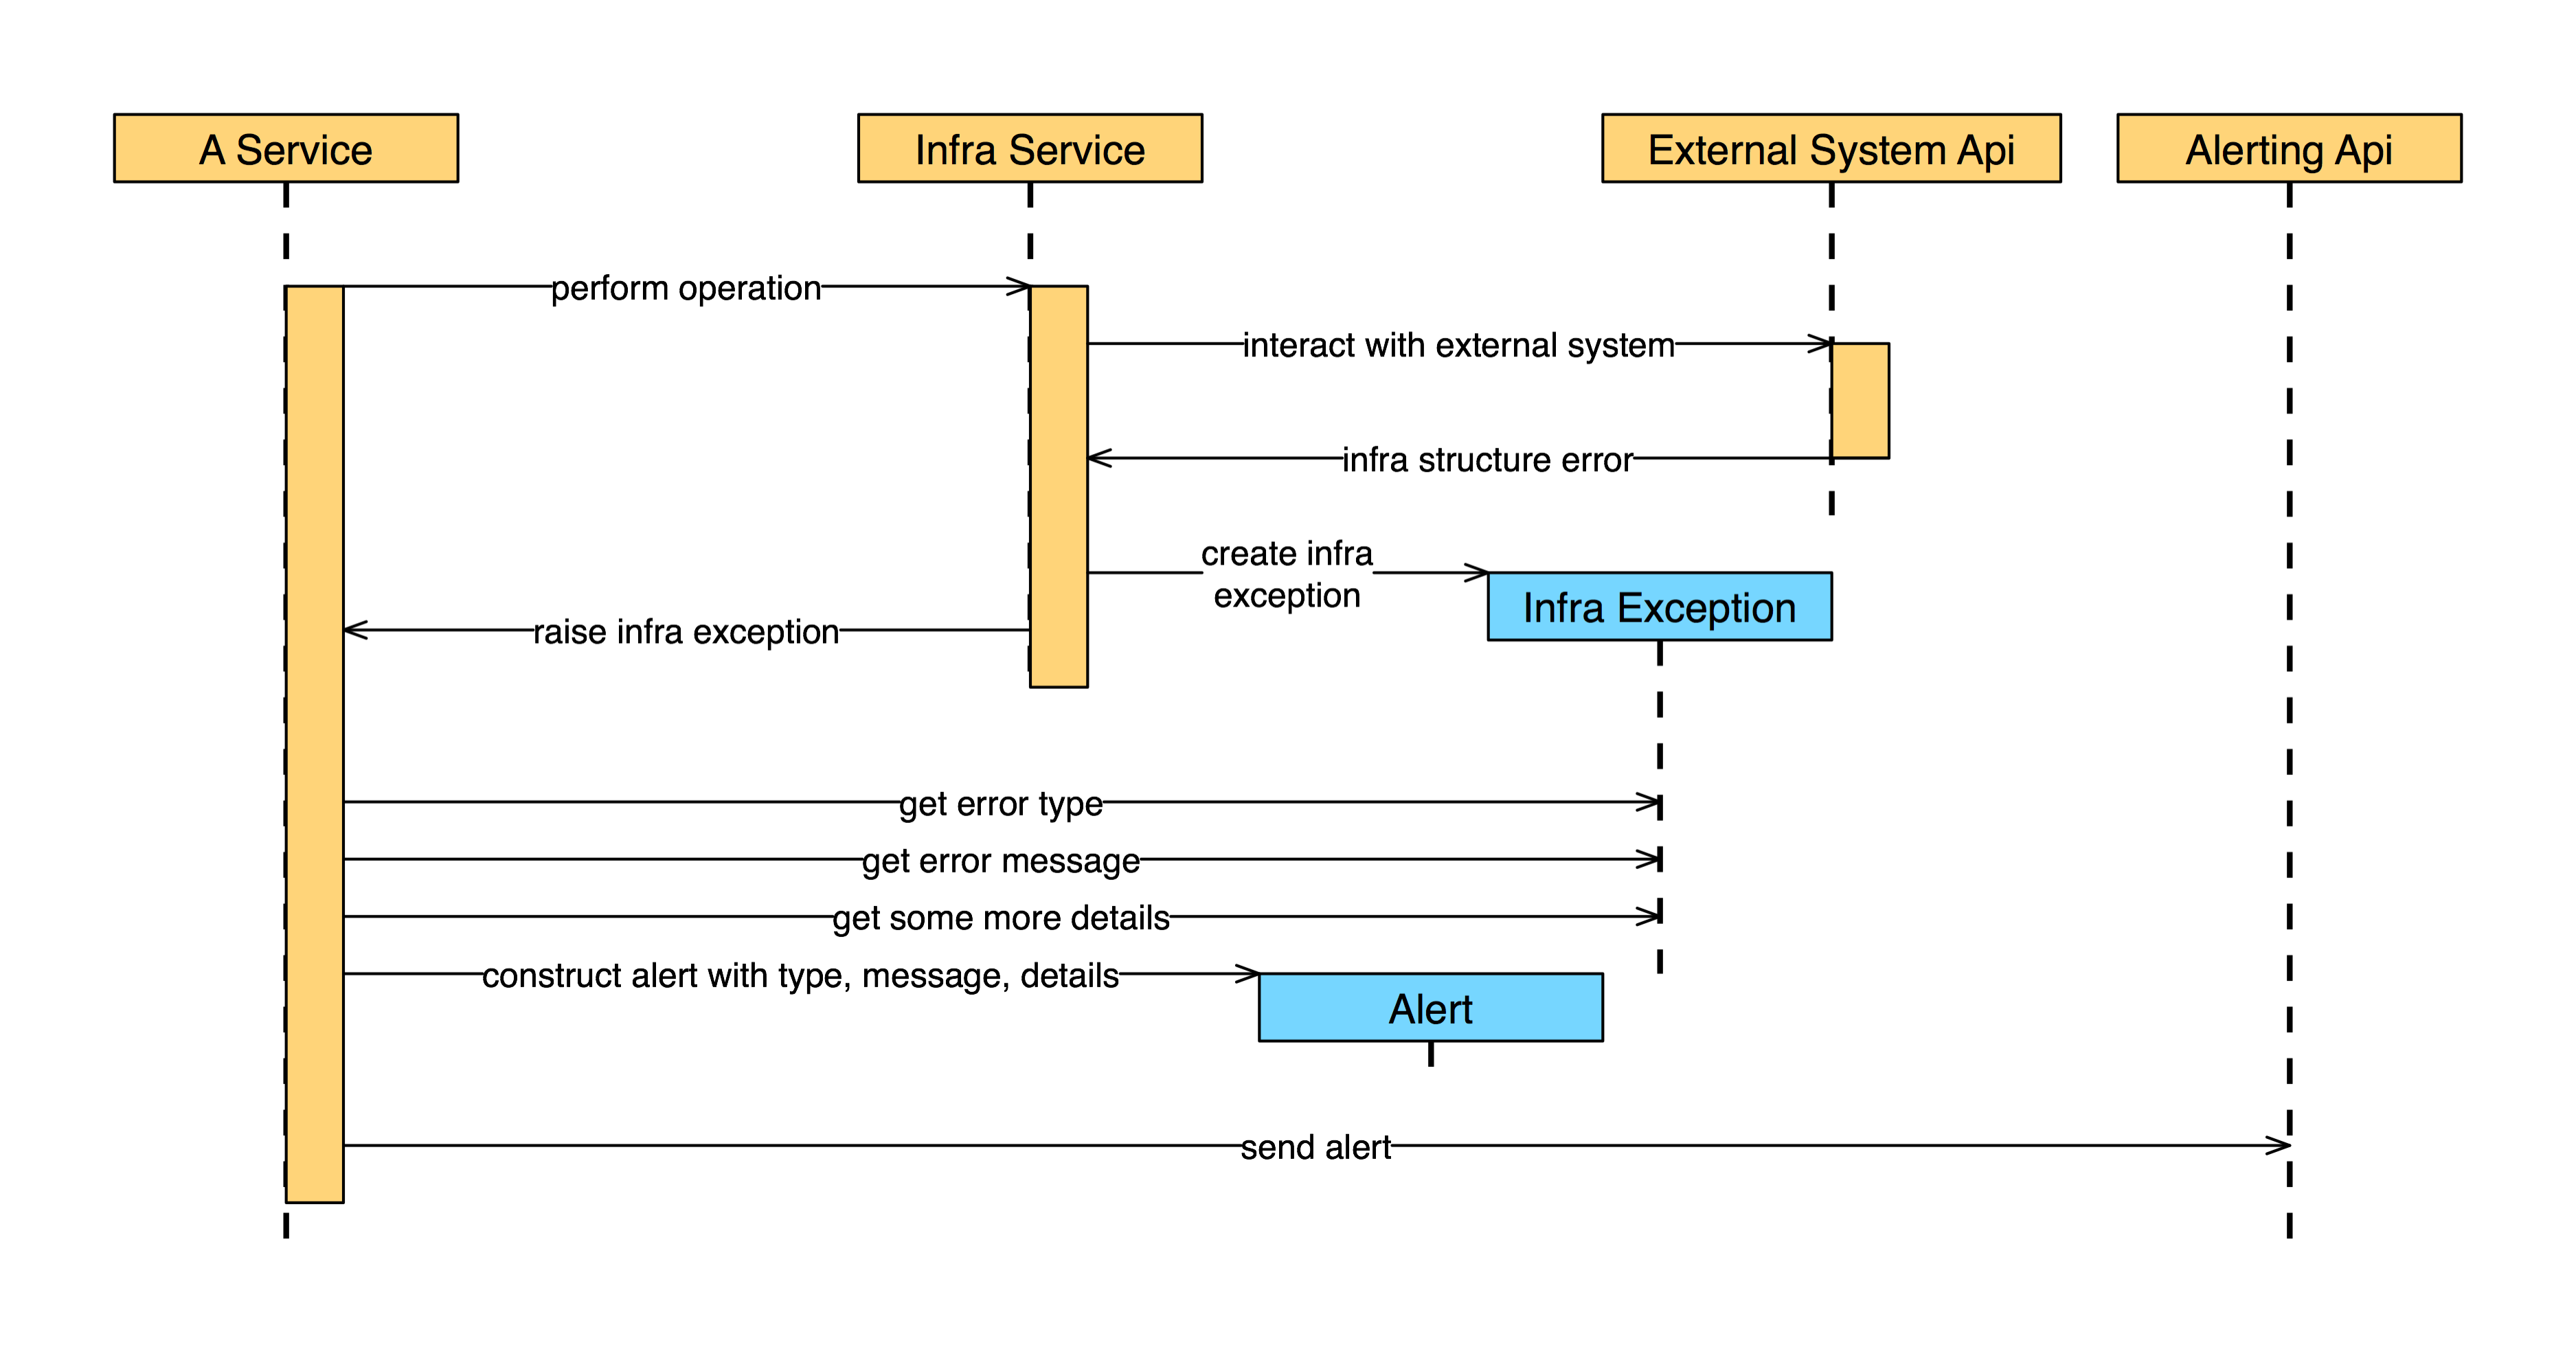 A Service
Infra Service
External System Api
Alerting Api
perform operation
interact with external system
infra structure error
create infra
exception
Infra Exception
raise infra exception
get error type
get error message
get some more details
construct alert with type, message, details
Alert
send alert